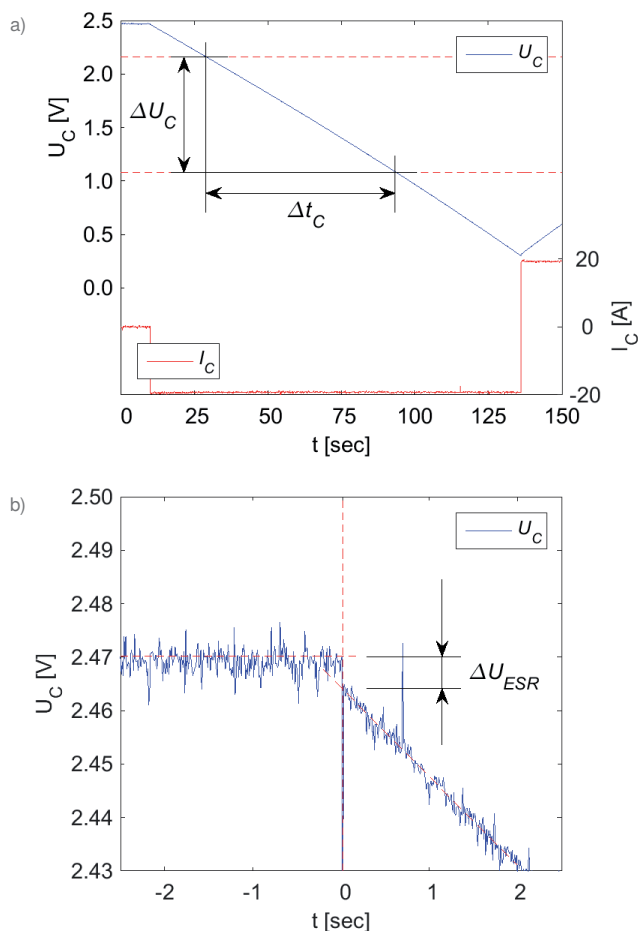 a)
2.5
2.0
1.5
1.0
0.5
0.0
U_C [V]
U_C
ΔU_C
Δt_C
20
0
-20
I_C [A]
I_C
0
25
50
75
100
125
150
t [sec]
b)
2.50
2.49
2.48
2.47
2.46
2.45
2.44
2.43
U_C [V]
U_C
ΔU_ESR
-2
-1
0
1
2
t [sec]